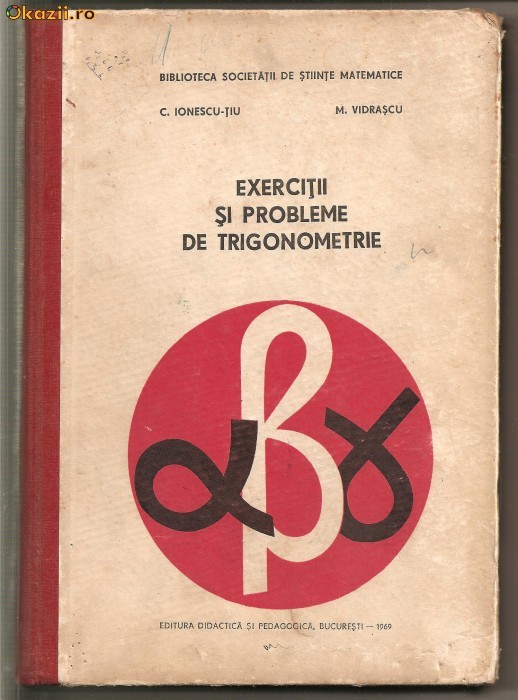 Okazii.ro
BIBLIOTECA SOCIETĂȚII DE ȘTIINȚE MATEMATICE
C. IONESCU-ȚIU M. VIDRAȘCU
EXERCIȚII
ȘI PROBLEME
DE TRIGONOMETRIE
α β γ
EDITURA DIDACTICĂ ȘI PEDAGOGICĂ, BUCUREȘTI — 1969